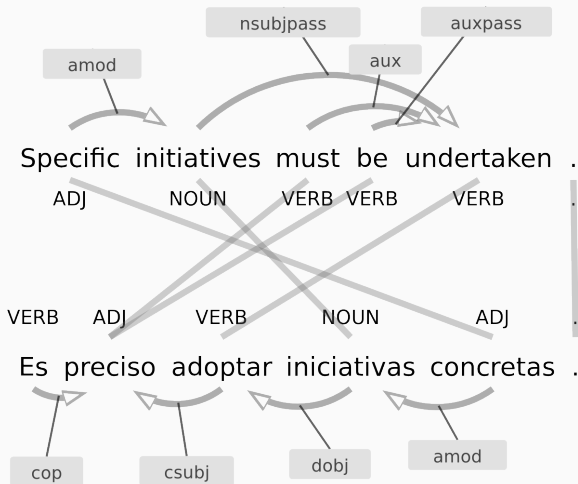 nsubjpass auxpass
amod aux
Specific initiatives must be undertaken .
ADJ NOUN VERB VERB VERB .
VERB ADJ VERB NOUN ADJ .
Es preciso adoptar iniciativas concretas .
cop csubj dobj amod